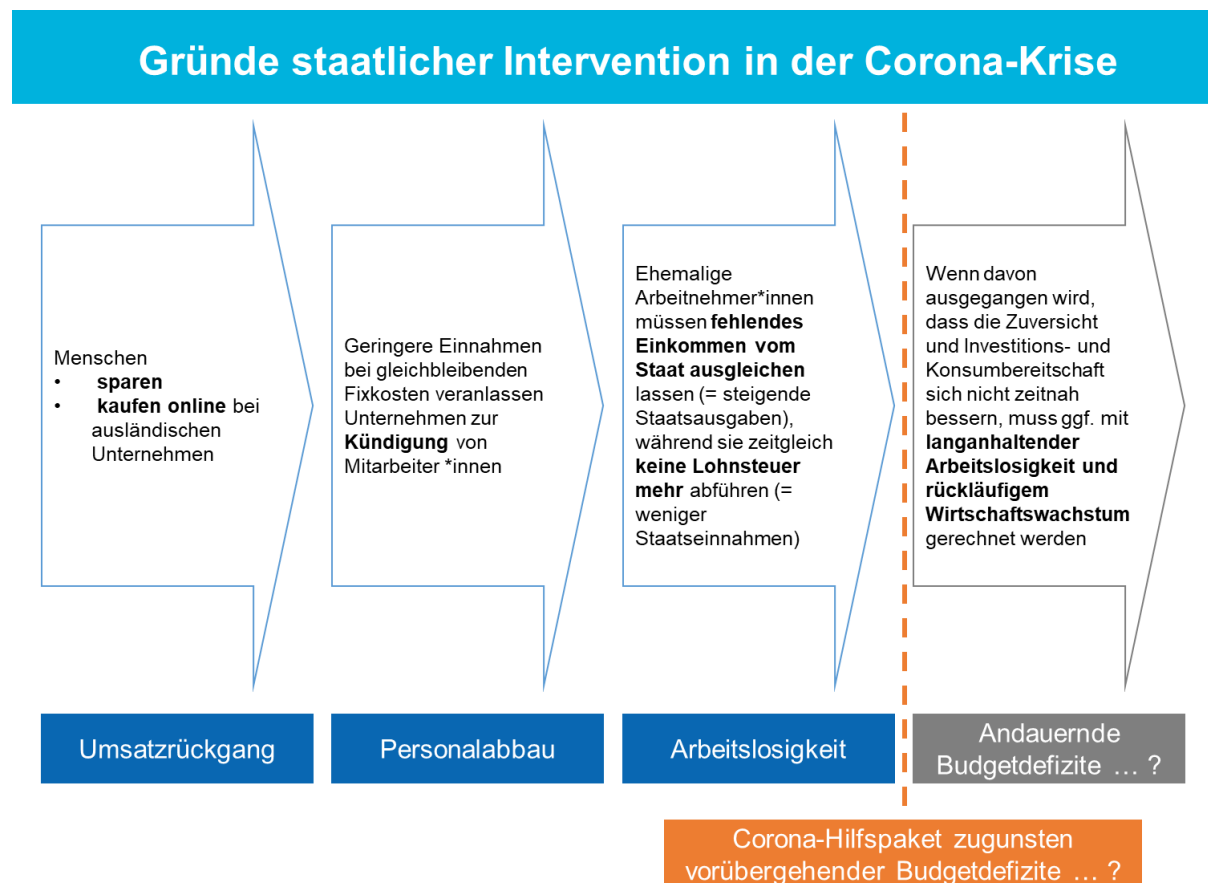 Gründe staatlicher Intervention in der Corona-Krise
Menschen
• sparen
• kaufen online bei
ausländischen
Unternehmen
Geringere Einnahmen
bei gleichbleibenden
Fixkosten veranlassen
Unternehmen zur
Kündigung von
Mitarbeiter *innen
Ehemalige
Arbeitnehmer*innen
müssen fehlendes
Einkommen vom
Staat ausgleichen
lassen (= steigende
Staatsausgaben),
während sie zeitgleich
keine Lohnsteuer
mehr abführen (=
weniger
Staatseinnahmen)
Wenn davon
ausgegangen wird,
dass die Zuversicht
und Investitions- und
Konsumbereitschaft
sich nicht zeitnah
bessern, muss ggf. mit
langanhaltender
Arbeitslosigkeit und
rückläufigem
Wirtschaftswachstum
gerechnet werden
Umsatzrückgang
Personalabbau
Arbeitslosigkeit
Andauernde
Budgetdefizite … ?
Corona-Hilfspaket zugunsten
vorübergehender Budgetdefizite … ?